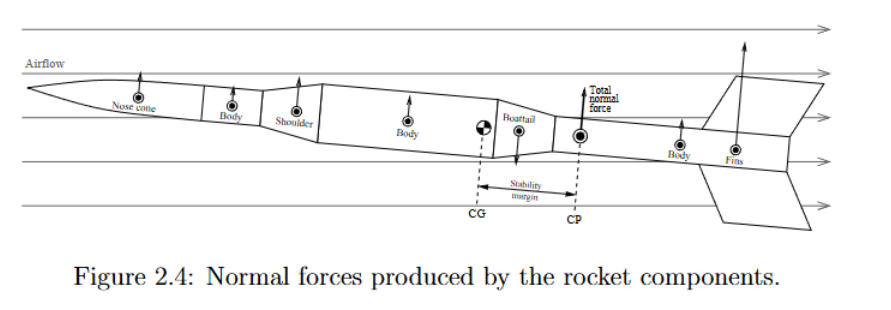 Airflow
Nose cone
Body
Shoulder
Body
Boattail
Total
normal
force
Body
Fins
Stability
margin
CG
CP
Figure 2.4: Normal forces produced by the rocket components.